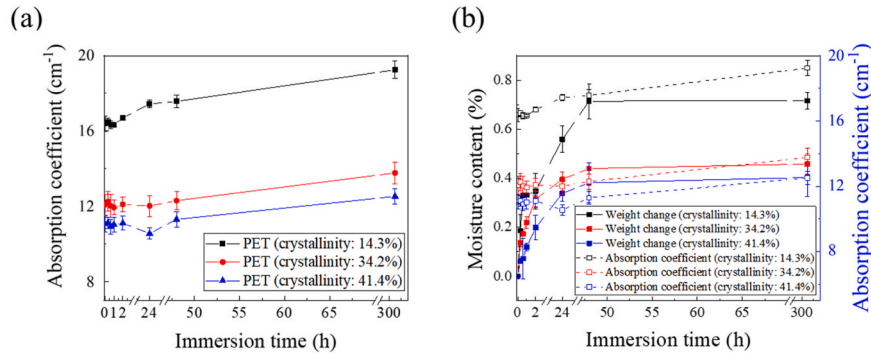 (a)
Absorption coefficient (cm⁻¹)
20
16
12
8
PET (crystallinity: 14.3%)
PET (crystallinity: 34.2%)
PET (crystallinity: 41.4%)
0 1 2 24 50 60 65 300
Immersion time (h)
(b)
Moisture content (%)
0.8
0.6
0.4
0.2
0.0
Weight change (crystallinity: 14.3%)
Weight change (crystallinity: 34.2%)
Weight change (crystallinity: 41.4%)
Absorption coefficient (crystallinity: 14.3%)
Absorption coefficient (crystallinity: 34.2%)
Absorption coefficient (crystallinity: 41.4%)
0 2 24 50 60 65 300
Immersion time (h)
20
16
12
8
Absorption coefficient (cm⁻¹)